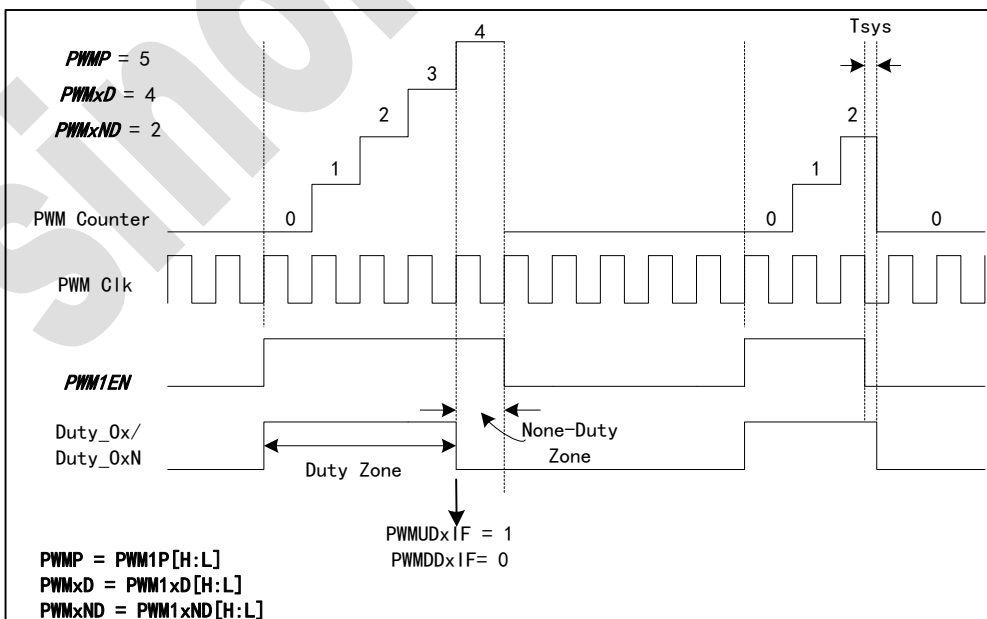 Tsys
PWMP = 5
PWMxD = 4
PWMxND = 2
4
3
2
1
0
2
1
0
0
PWM Counter
PWM Clk
PWM1EN
Duty_Ox/
Duty_OxN
Duty Zone
None-Duty
Zone
PWMUDxIF = 1
PWMDDxIF= 0
PWMP = PWM1P[H:L]
PWMxD = PWM1xD[H:L]
PWMxND = PWM1xND[H:L]